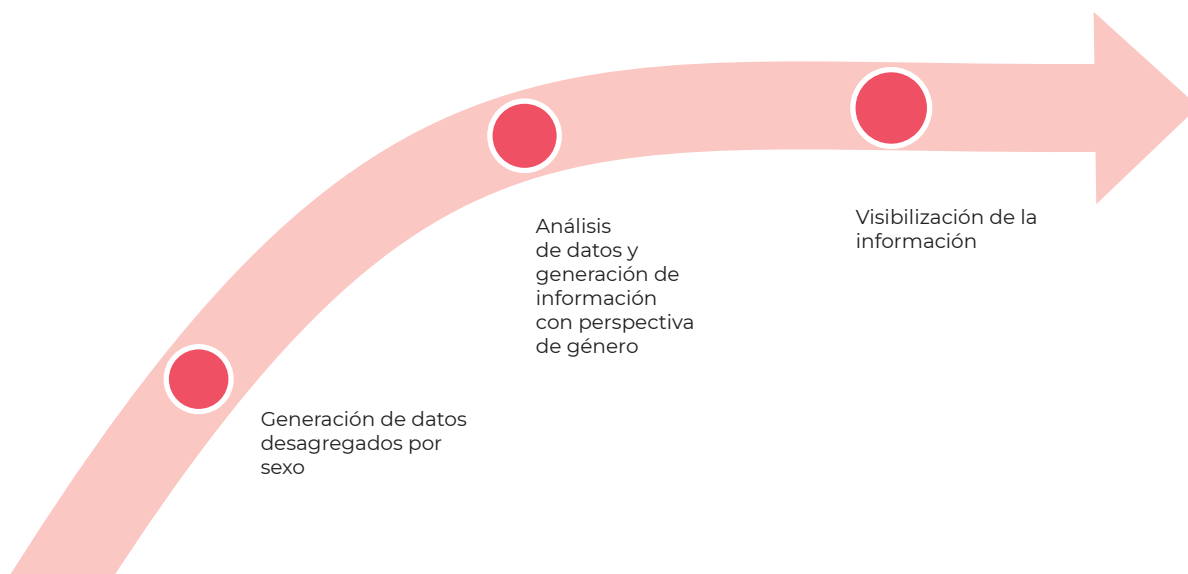 Generación de datos
desagregados por
sexo
Análisis
de datos y
generación de
información
con perspectiva
de género
Visibilización de la
información